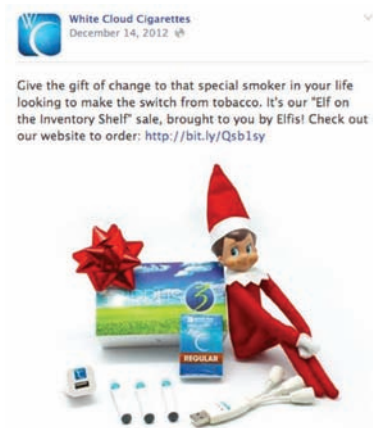 White Cloud Cigarettes
December 14, 2012
Give the gift of change to that special smoker in your life
looking to make the switch from tobacco. It's our "Elf on
the Inventory Shelf" sale, brought to you by Elfis! Check out
our website to order: http://bit.ly/Qsb1sy
3
REGULAR